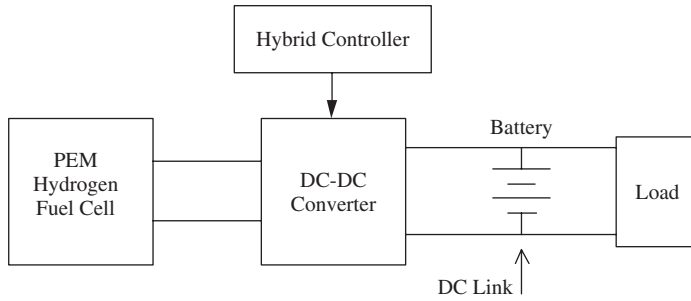 Hybrid Controller
PEM
Hydrogen
Fuel Cell
DC-DC
Converter
Battery
Load
DC Link